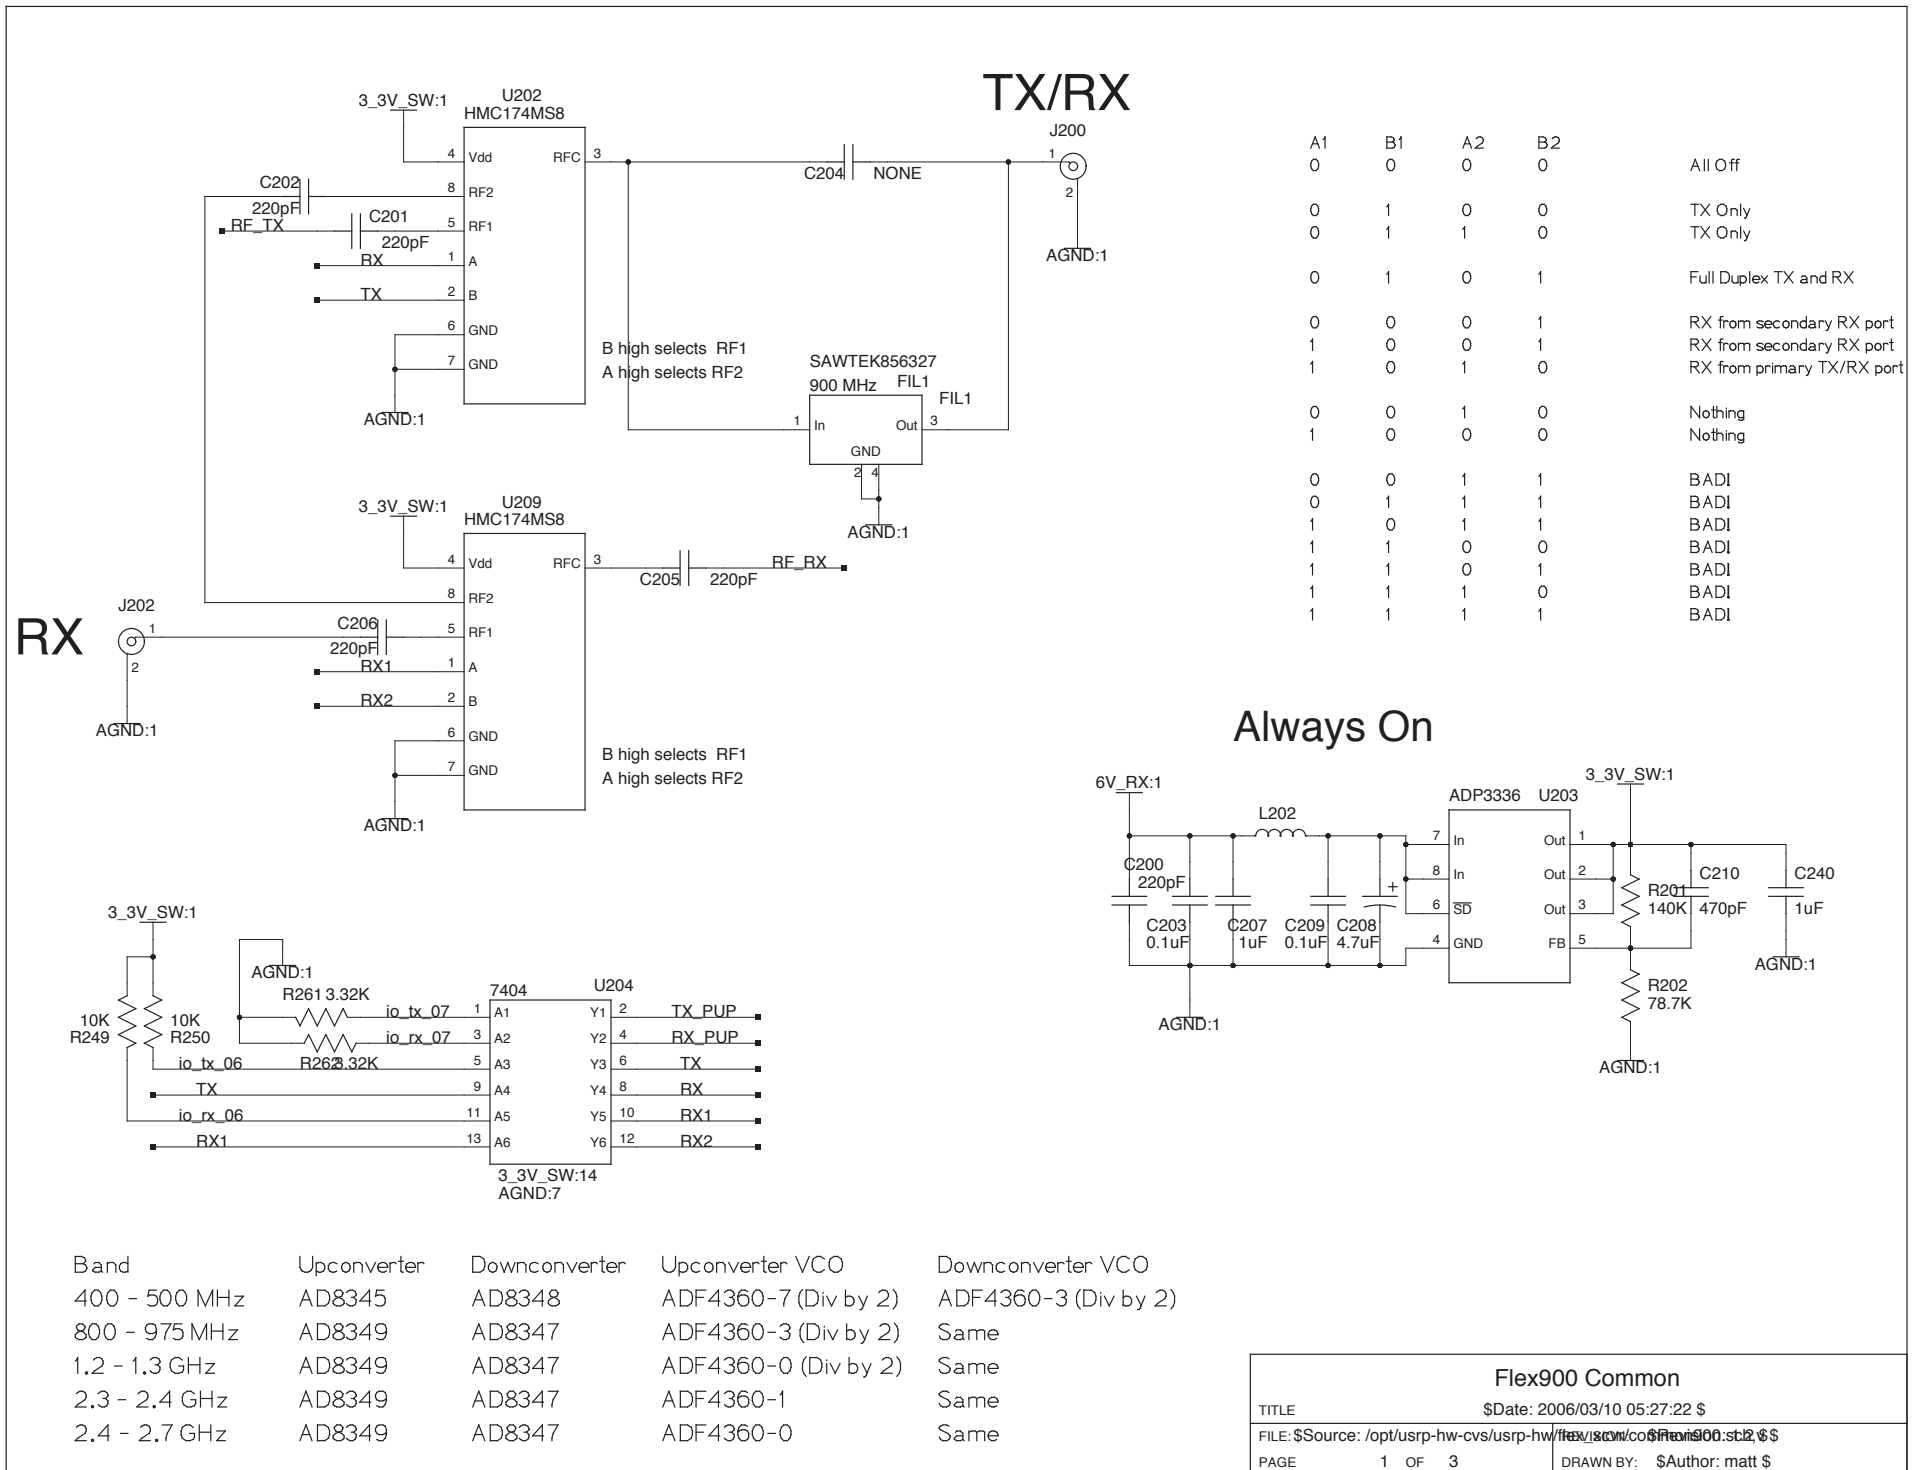 TX/RX
3_3V_SW:1
U202
HMC174MS8
J200
4 Vdd
RFC 3
1
2
C204
NONE
AGND:1
C202
220pF
8 RF2
RF_TX
C201
220pF
5 RF1
RX
1 A
TX
2 B
6 GND
7 GND
AGND:1
B high selects RF1
A high selects RF2
SAWTEK856327
900 MHz
FIL1
FIL1
1 In
Out 3
GND
2 4
AGND:1
A1 B1 A2 B2
0 0 0 0 All Off
0 1 0 0 TX Only
0 1 1 0 TX Only
0 1 0 1 Full Duplex TX and RX
0 0 0 1 RX from secondary RX port
1 0 0 1 RX from secondary RX port
1 0 1 0 RX from primary TX/RX port
0 0 1 0 Nothing
1 0 0 0 Nothing
0 0 1 1 BAD!
0 1 1 1 BAD!
1 0 1 1 BAD!
1 1 0 0 BAD!
1 1 0 1 BAD!
1 1 1 0 BAD!
1 1 1 1 BAD!
3_3V_SW:1
U209
HMC174MS8
4 Vdd
RFC 3
C205
220pF
RF_RX
8 RF2
RX
J202
1
2
AGND:1
C206
220pF
5 RF1
RX1
1 A
RX2
2 B
6 GND
7 GND
AGND:1
B high selects RF1
A high selects RF2
Always On
6V_RX:1
L202
ADP3336 U203
3_3V_SW:1
7 In
Out 1
8 In
Out 2
6 SD
Out 3
4 GND
FB 5
C200
220pF
C203
0.1uF
C207
1uF
C209
0.1uF
C208
4.7uF
+
AGND:1
R201
140K
C210
470pF
C240
1uF
AGND:1
R202
78.7K
AGND:1
3_3V_SW:1
AGND:1
10K
R249
10K
R250
R261 3.32K
R262 3.32K
7404
U204
io_tx_07 1 A1 Y1 2 TX_PUP
io_rx_07 3 A2 Y2 4 RX_PUP
io_tx_06 5 A3 Y3 6 TX
TX 9 A4 Y4 8 RX
io_rx_06 11 A5 Y5 10 RX1
RX1 13 A6 Y6 12 RX2
3_3V_SW:14
AGND:7
Band Upconverter Downconverter Upconverter VCO Downconverter VCO
400 - 500 MHz AD8345 AD8348 ADF4360-7 (Div by 2) ADF4360-3 (Div by 2)
800 - 975 MHz AD8349 AD8347 ADF4360-3 (Div by 2) Same
1.2 - 1.3 GHz AD8349 AD8347 ADF4360-0 (Div by 2) Same
2.3 - 2.4 GHz AD8349 AD8347 ADF4360-1 Same
2.4 - 2.7 GHz AD8349 AD8347 ADF4360-0 Same
Flex900 Common
TITLE $Date: 2006/03/10 05:27:22 $
FILE: $Source: /opt/usrp-hw-cvs/usrp-hw/
PAGE 1 OF 3
DRAWN BY: $Author: matt $